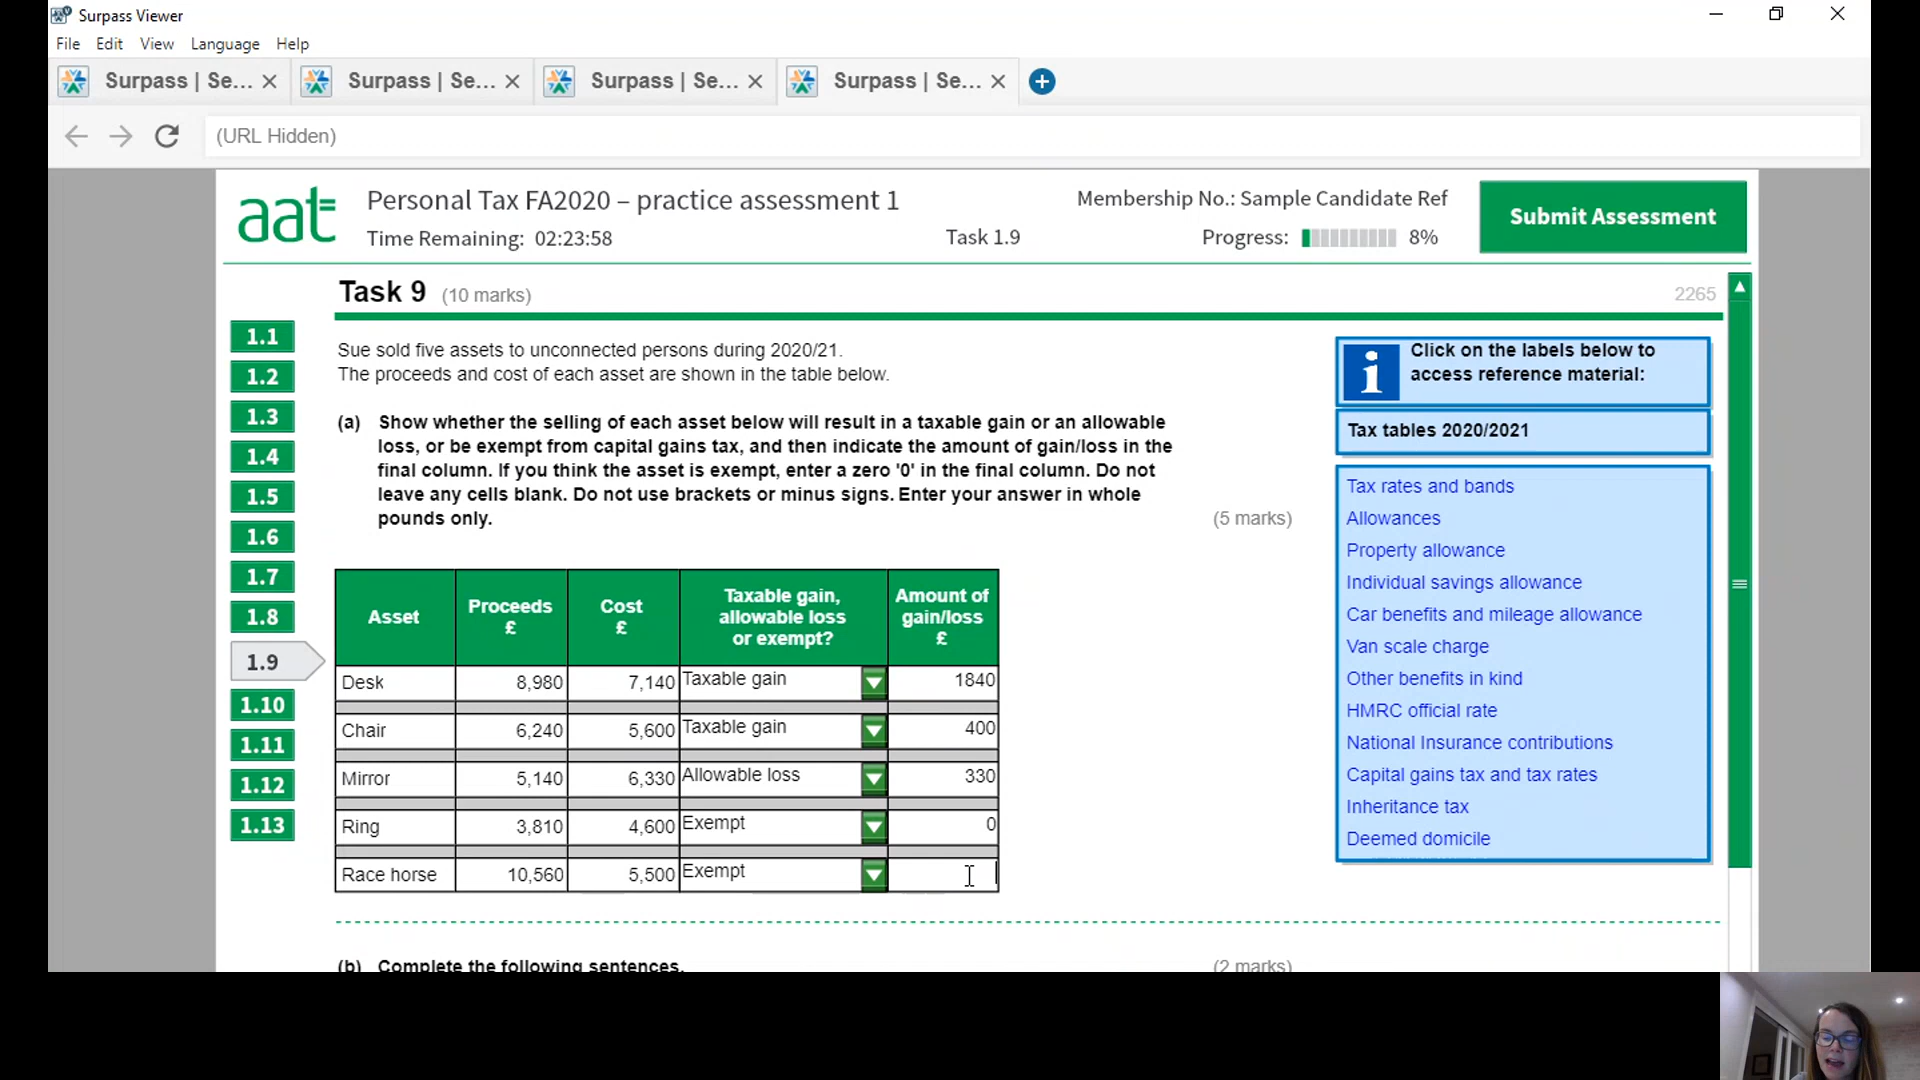 Surpass Viewer
File Edit View Language Help
Surpass | Se... Surpass | Se... Surpass | Se... Surpass | Se...
(URL Hidden)
aat
Personal Tax FA2020 – practice assessment 1
Membership No.: Sample Candidate Ref
Submit Assessment
Time Remaining: 02:23:58
Task 1.9
Progress: 8%
Task 9 (10 marks)
2265
1.1
1.2
1.3
1.4
1.5
1.6
1.7
1.8
1.9
1.10
1.11
1.12
1.13
Sue sold five assets to unconnected persons during 2020/21.
The proceeds and cost of each asset are shown in the table below.
(a) Show whether the selling of each asset below will result in a taxable gain or an allowable
loss, or be exempt from capital gains tax, and then indicate the amount of gain/loss in the
final column. If you think the asset is exempt, enter a zero '0' in the final column. Do not
leave any cells blank. Do not use brackets or minus signs. Enter your answer in whole
pounds only.
(5 marks)
Asset Proceeds £ Cost £ Taxable gain, allowable loss or exempt? Amount of gain/loss £
Desk 8,980 7,140 Taxable gain 1840
Chair 6,240 5,600 Taxable gain 400
Mirror 5,140 6,330 Allowable loss 330
Ring 3,810 4,600 Exempt 0
Race horse 10,560 5,500 Exempt
(b) Complete the following sentences.
(2 marks)
i
Click on the labels below to
access reference material:
Tax tables 2020/2021
Tax rates and bands
Allowances
Property allowance
Individual savings allowance
Car benefits and mileage allowance
Van scale charge
Other benefits in kind
HMRC official rate
National Insurance contributions
Capital gains tax and tax rates
Inheritance tax
Deemed domicile